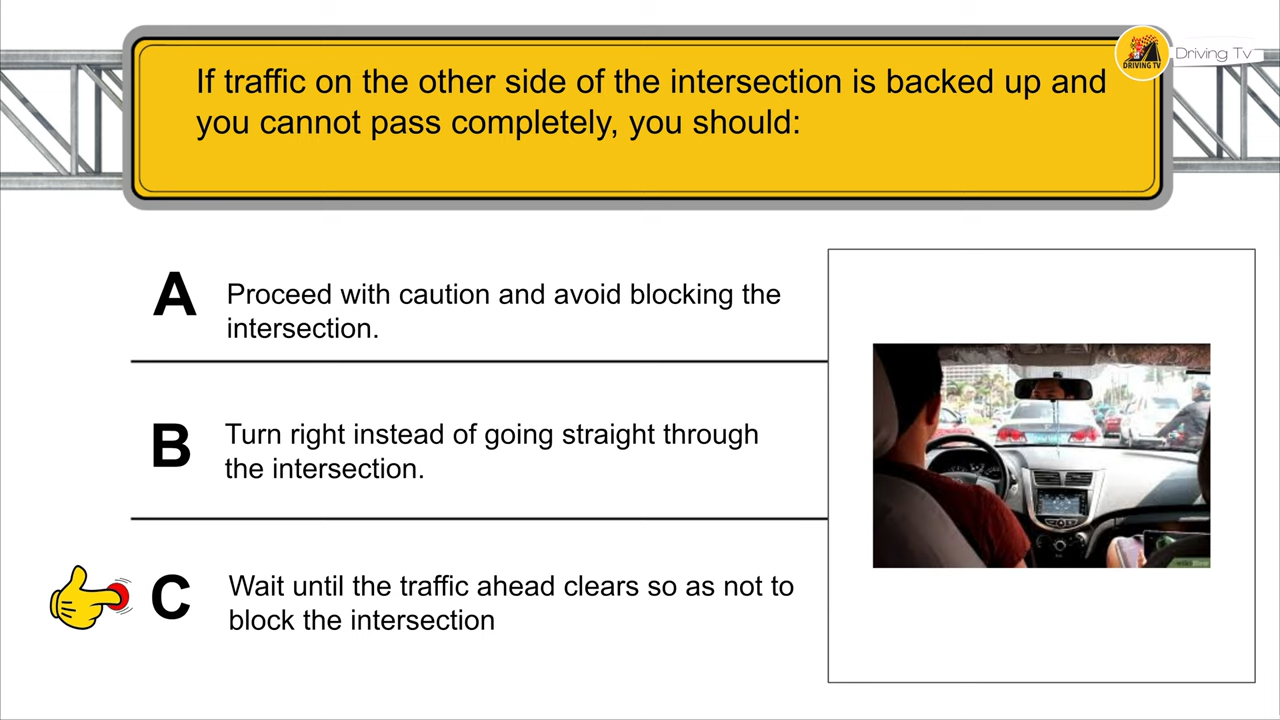 If traffic on the other side of the intersection is backed up and
you cannot pass completely, you should:
DRIVING TV
Driving Tv
A
Proceed with caution and avoid blocking the
intersection.
B
Turn right instead of going straight through
the intersection.
C
Wait until the traffic ahead clears so as not to
block the intersection
wikiHow